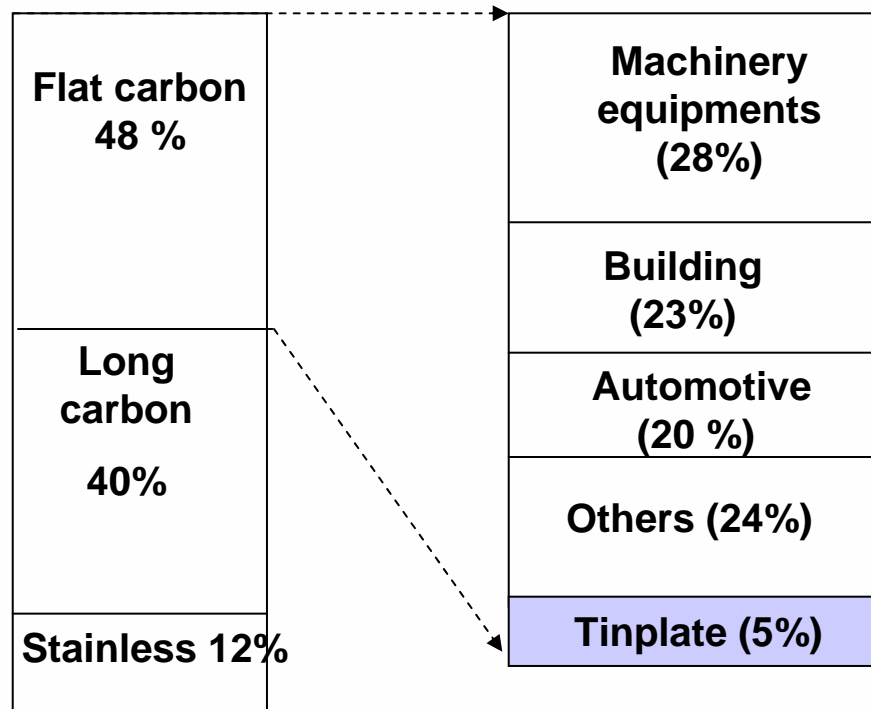 Flat carbon
48 %
Long
carbon
40%
Stainless 12%
Machinery
equipments
(28%)
Building
(23%)
Automotive
(20 %)
Others (24%)
Tinplate (5%)